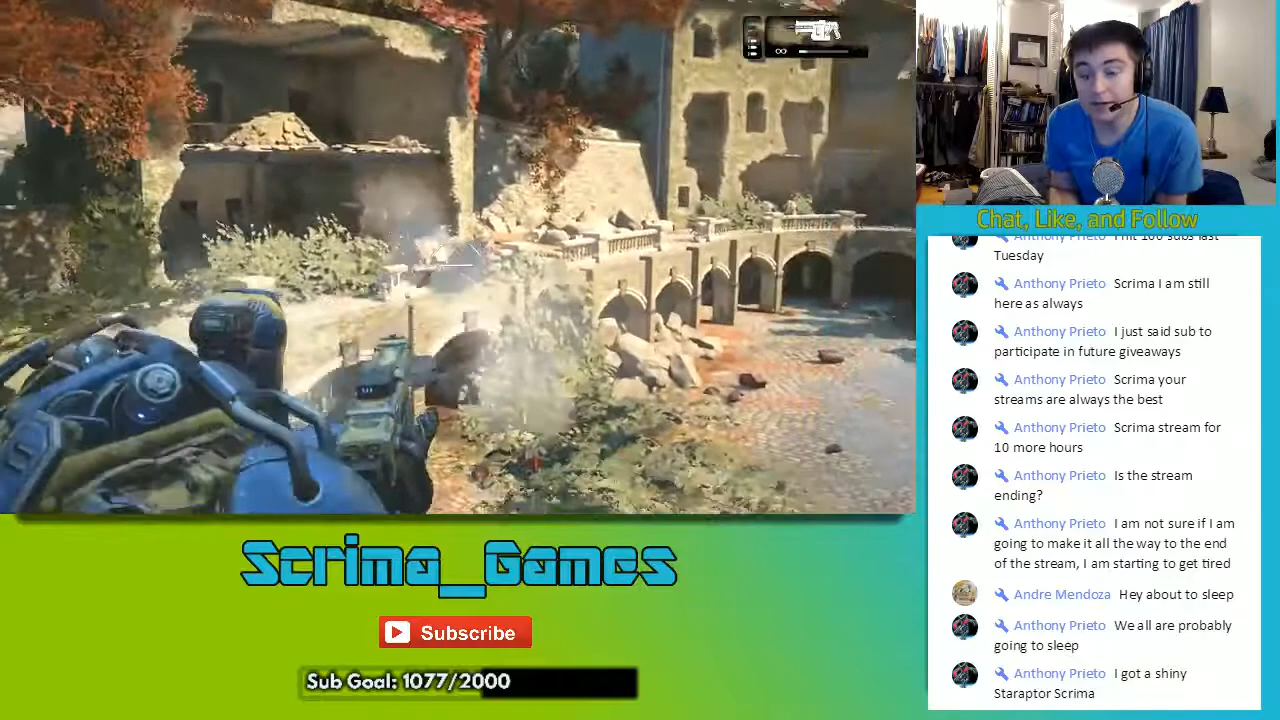 Chat, Like, and Follow
Tuesday
Anthony Prieto Scrima I am still
here as always
Anthony Prieto I just said sub to
participate in future giveaways
Anthony Prieto Scrima your
streams are always the best
Anthony Prieto Scrima stream for
10 more hours
Anthony Prieto Is the stream
ending?
Anthony Prieto I am not sure if I am
going to make it all the way to the end
of the stream, I am starting to get tired
Andre Mendoza Hey about to sleep
Anthony Prieto We all are probably
going to sleep
Anthony Prieto I got a shiny
Staraptor Scrima
Scrima_Games
Subscribe
Sub Goal: 1077/2000